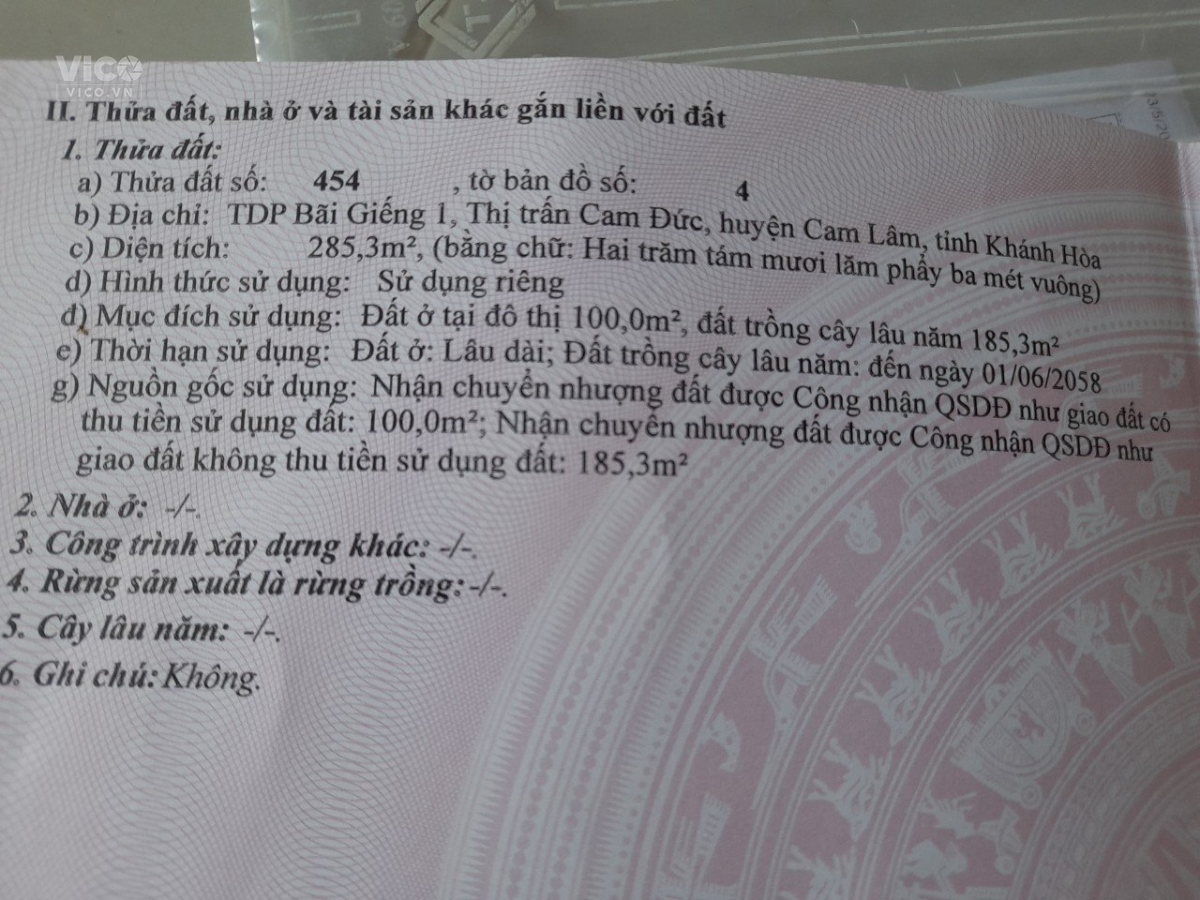 VICO
VICO.VN
II. Thửa đất, nhà ở và tài sản khác gắn liền với đất
1. Thửa đất:
a) Thửa đất số: 454 , tờ bản đồ số: 4
b) Địa chỉ: TDP Bãi Giếng 1, Thị trấn Cam Đức, huyện Cam Lâm, tỉnh Khánh Hòa
c) Diện tích: 285,3m², (bằng chữ: Hai trăm tám mươi lăm phẩy ba mét vuông)
d) Hình thức sử dụng: Sử dụng riêng
đ) Mục đích sử dụng: Đất ở tại đô thị 100,0m², đất trồng cây lâu năm 185,3m²
e) Thời hạn sử dụng: Đất ở: Lâu dài; Đất trồng cây lâu năm: đến ngày 01/06/2058
g) Nguồn gốc sử dụng: Nhận chuyển nhượng đất được Công nhận QSDĐ như giao đất có
thu tiền sử dụng đất: 100,0m²; Nhận chuyển nhượng đất được Công nhận QSDĐ như
giao đất không thu tiền sử dụng đất: 185,3m²
2. Nhà ở: -/-.
3. Công trình xây dựng khác: -/-.
4. Rừng sản xuất là rừng trồng: -/-.
5. Cây lâu năm: -/-.
6. Ghi chú: Không.